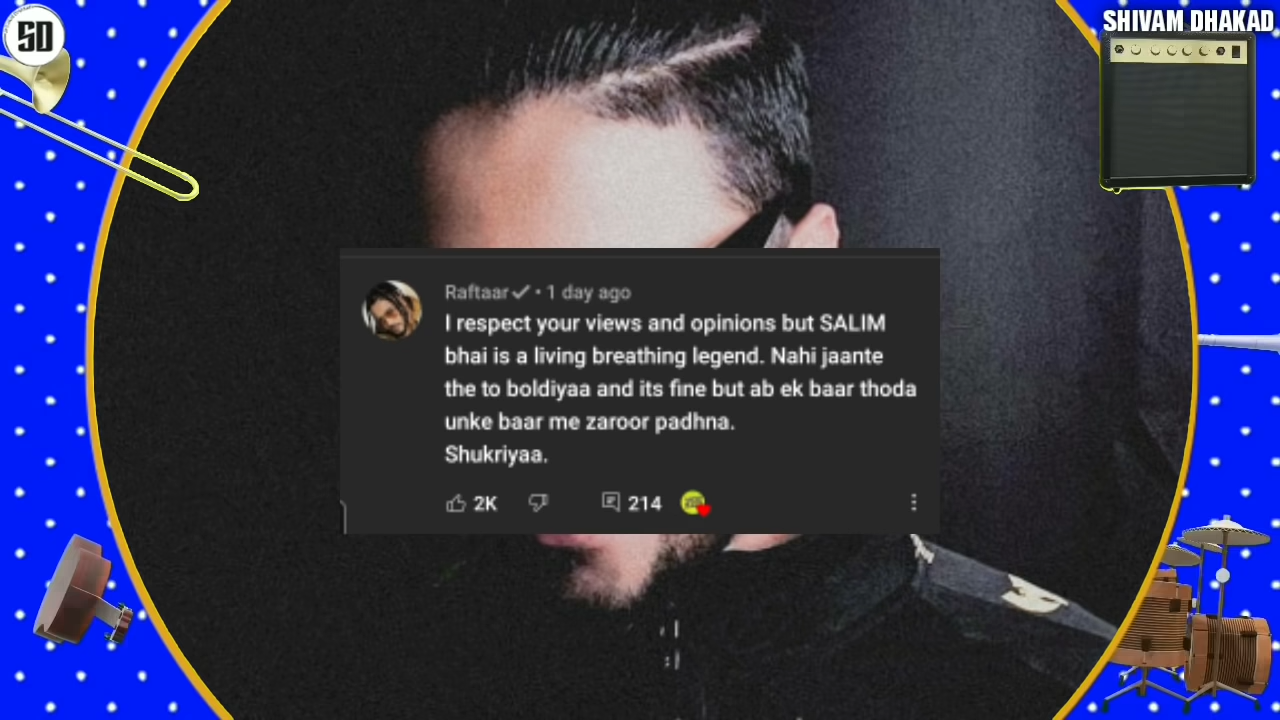 SD
SHIVAM DHAKAD
Raftaar✓ • 1 day ago
I respect your views and opinions but SALIM
bhai is a living breathing legend. Nahi jaante
the to boldiyaa and its fine but ab ek baar thoda
unke baar me zaroor padhna.
Shukriyaa.
2K 214